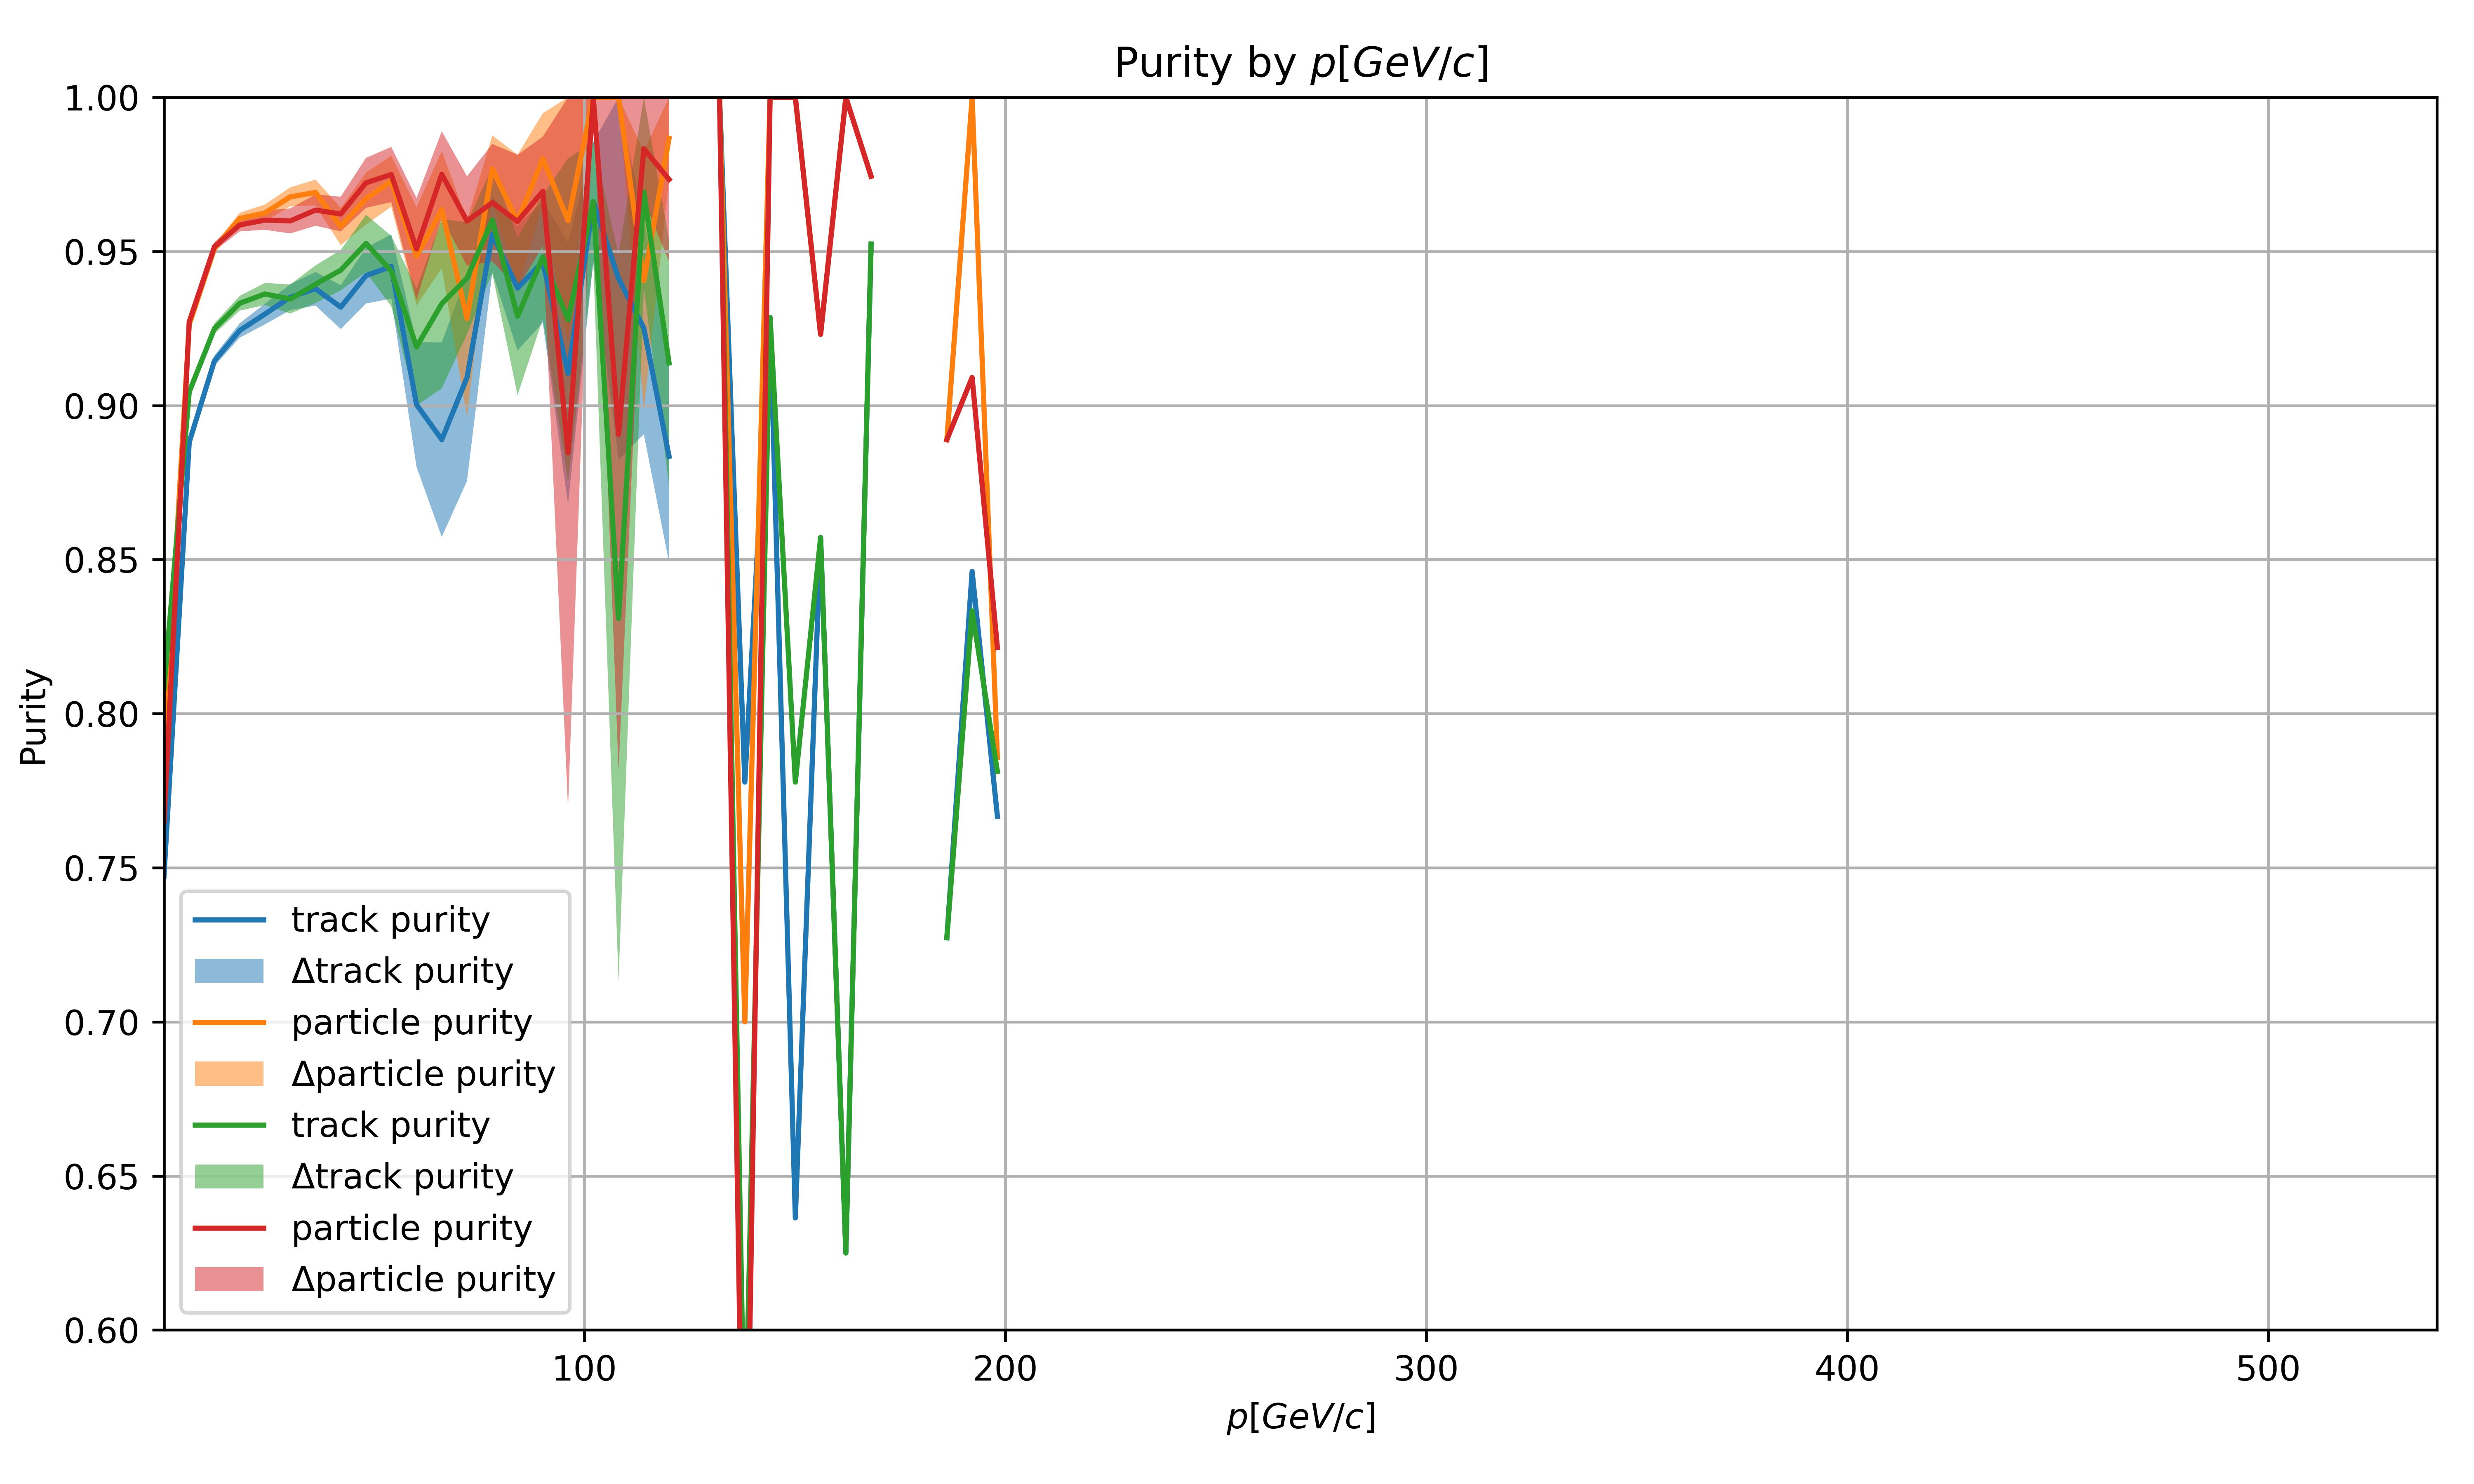 Purity by p[GeV/c]
1.00
0.95
0.90
0.85
0.80
0.75
0.70
0.65
0.60
Purity
track purity
Δtrack purity
particle purity
Δparticle purity
track purity
Δtrack purity
particle purity
Δparticle purity
100 200 300 400 500
p[GeV/c]